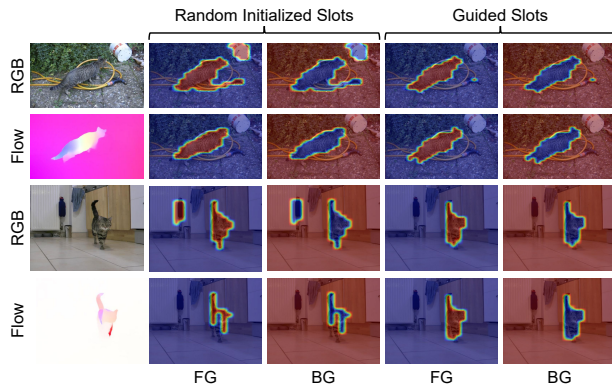 Random Initialized Slots
Guided Slots
RGB
Flow
RGB
Flow
FG
BG
FG
BG